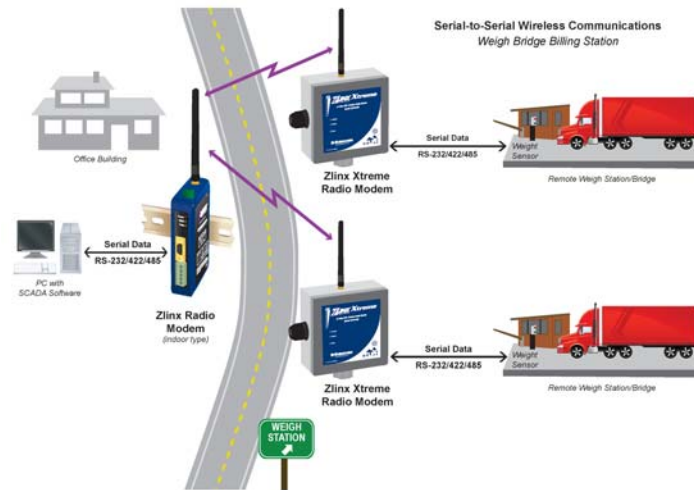 Serial-to-Serial Wireless Communications
Weigh Bridge Billing Station
Office Building
PC with
SCADA Software
Serial Data
RS-232/422/485
Zlinx Radio
Modem
(indoor type)
ZLINX XTREME
Zlinx Xtreme
Radio Modem
Serial Data
RS-232/422/485
Weight
Sensor
Remote Weigh Station/Bridge
ZLINX XTREME
Zlinx Xtreme
Radio Modem
Serial Data
RS-232/422/485
Weight
Sensor
Remote Weigh Station/Bridge
WEIGH
STATION